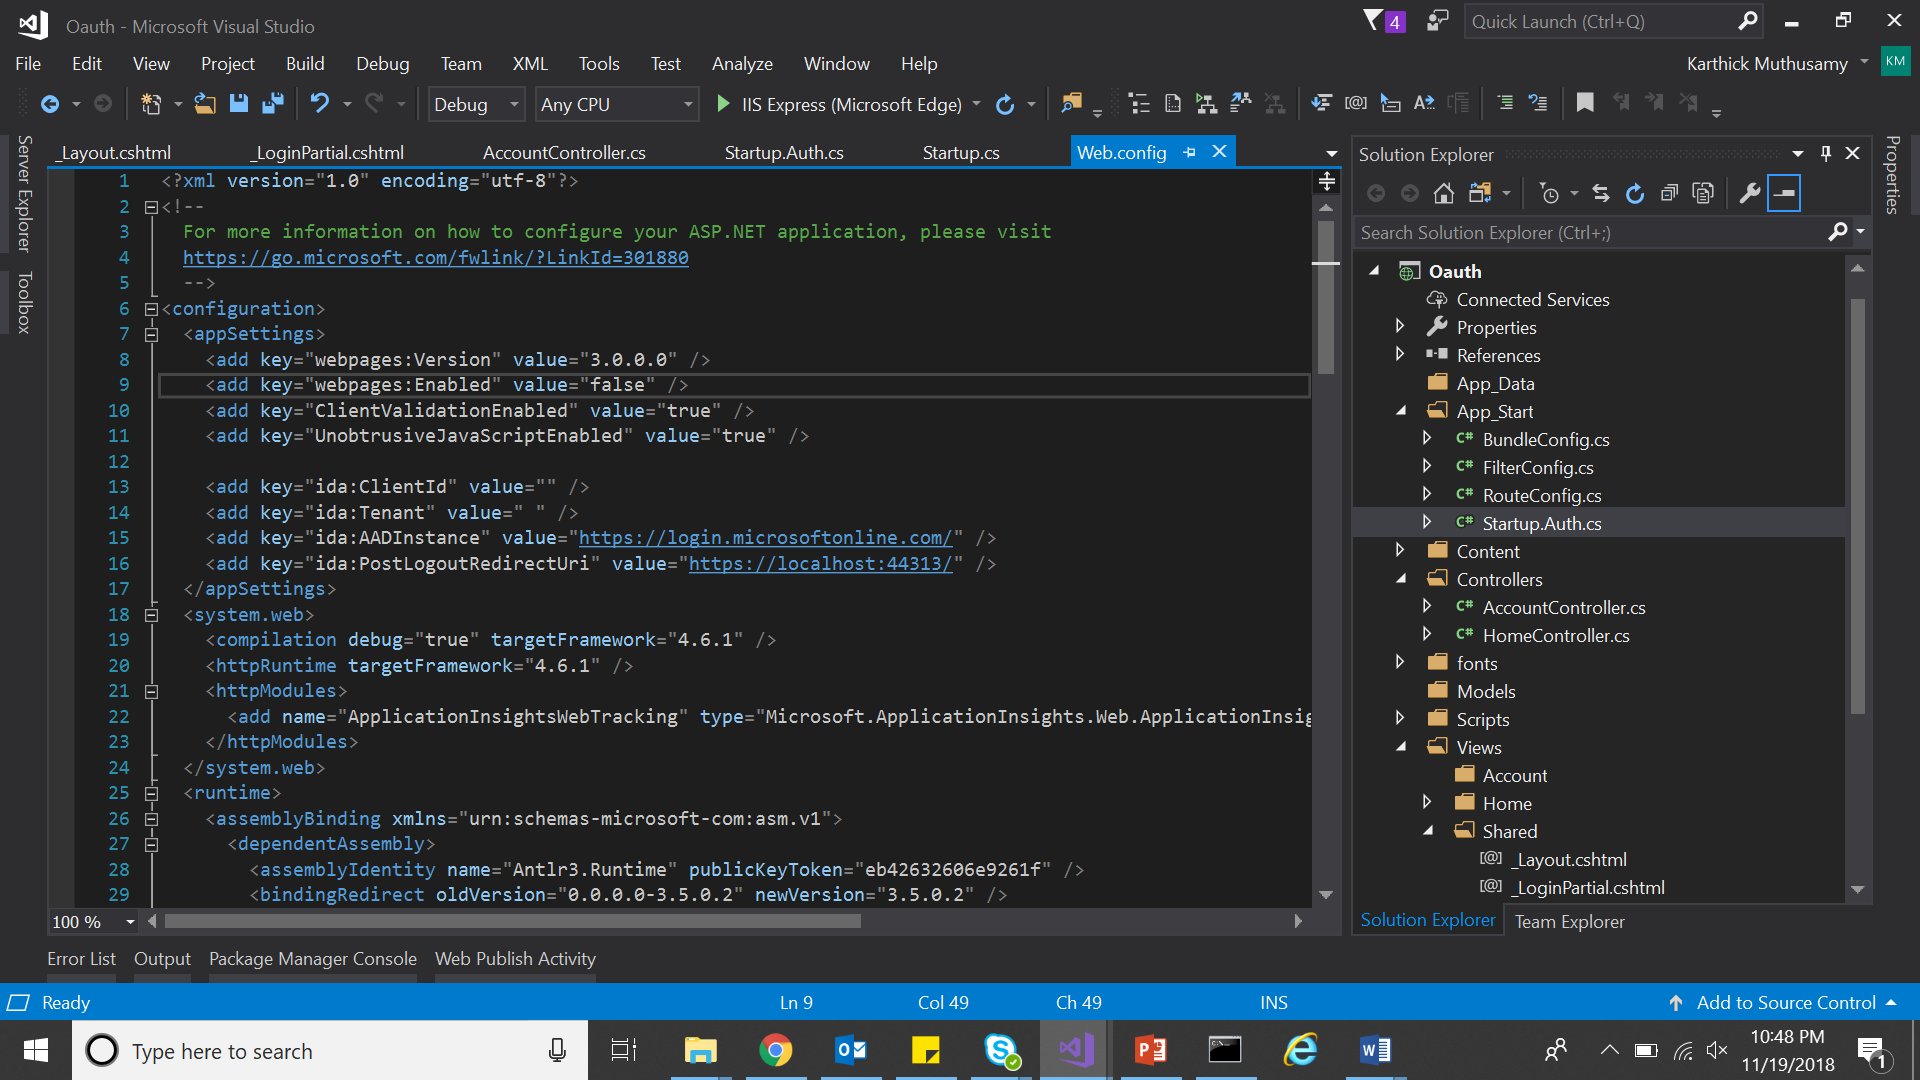 Oauth - Microsoft Visual Studio
4
Quick Launch (Ctrl+Q)
File Edit View Project Build Debug Team XML Tools Test Analyze Window Help
Karthick Muthusamy
KM
Debug
Any CPU
IIS Express (Microsoft Edge)
Server Explorer
Toolbox
_Layout.cshtml _LoginPartial.cshtml AccountController.cs Startup.Auth.cs Startup.cs Web.config
1 <?xml version="1.0" encoding="utf-8"?>
2 <!--
3 For more information on how to configure your ASP.NET application, please visit
4 https://go.microsoft.com/fwlink/?LinkId=301880
5 -->
6 <configuration>
7 <appSettings>
8 <add key="webpages:Version" value="3.0.0.0" />
9 <add key="webpages:Enabled" value="false" />
10 <add key="ClientValidationEnabled" value="true" />
11 <add key="UnobtrusiveJavaScriptEnabled" value="true" />
12
13 <add key="ida:ClientId" value="" />
14 <add key="ida:Tenant" value=" " />
15 <add key="ida:AADInstance" value="https://login.microsoftonline.com/" />
16 <add key="ida:PostLogoutRedirectUri" value="https://localhost:44313/" />
17 </appSettings>
18 <system.web>
19 <compilation debug="true" targetFramework="4.6.1" />
20 <httpRuntime targetFramework="4.6.1" />
21 <httpModules>
22 <add name="ApplicationInsightsWebTracking" type="Microsoft.ApplicationInsights.Web.ApplicationInsig
23 </httpModules>
24 </system.web>
25 <runtime>
26 <assemblyBinding xmlns="urn:schemas-microsoft-com:asm.v1">
27 <dependentAssembly>
28 <assemblyIdentity name="Antlr3.Runtime" publicKeyToken="eb42632606e9261f" />
29 <bindingRedirect oldVersion="0.0.0.0-3.5.0.2" newVersion="3.5.0.2" />
100 %
Solution Explorer
Search Solution Explorer (Ctrl+;)
Oauth
Connected Services
Properties
References
App_Data
App_Start
C# BundleConfig.cs
C# FilterConfig.cs
C# RouteConfig.cs
C# Startup.Auth.cs
Content
Controllers
C# AccountController.cs
C# HomeController.cs
fonts
Models
Scripts
Views
Account
Home
Shared
[@] _Layout.cshtml
[@] _LoginPartial.cshtml
Solution Explorer Team Explorer
Properties
Error List Output Package Manager Console Web Publish Activity
Ready
Ln 9 Col 49 Ch 49 INS
Add to Source Control
Type here to search
10:48 PM
11/19/2018
1